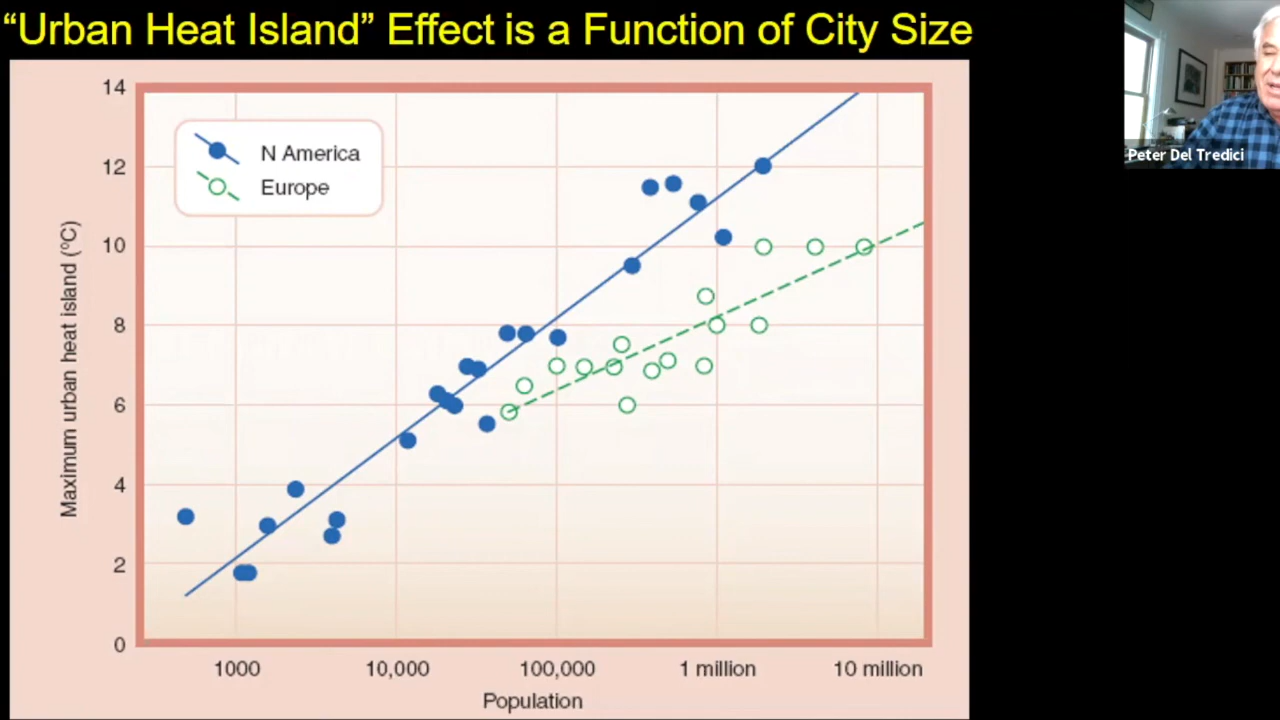 “Urban Heat Island” Effect is a Function of City Size
Peter Del Tredici
N America
Europe
Maximum urban heat island (ºC)
14
12
10
8
6
4
2
0
1000
10,000
100,000
1 million
10 million
Population